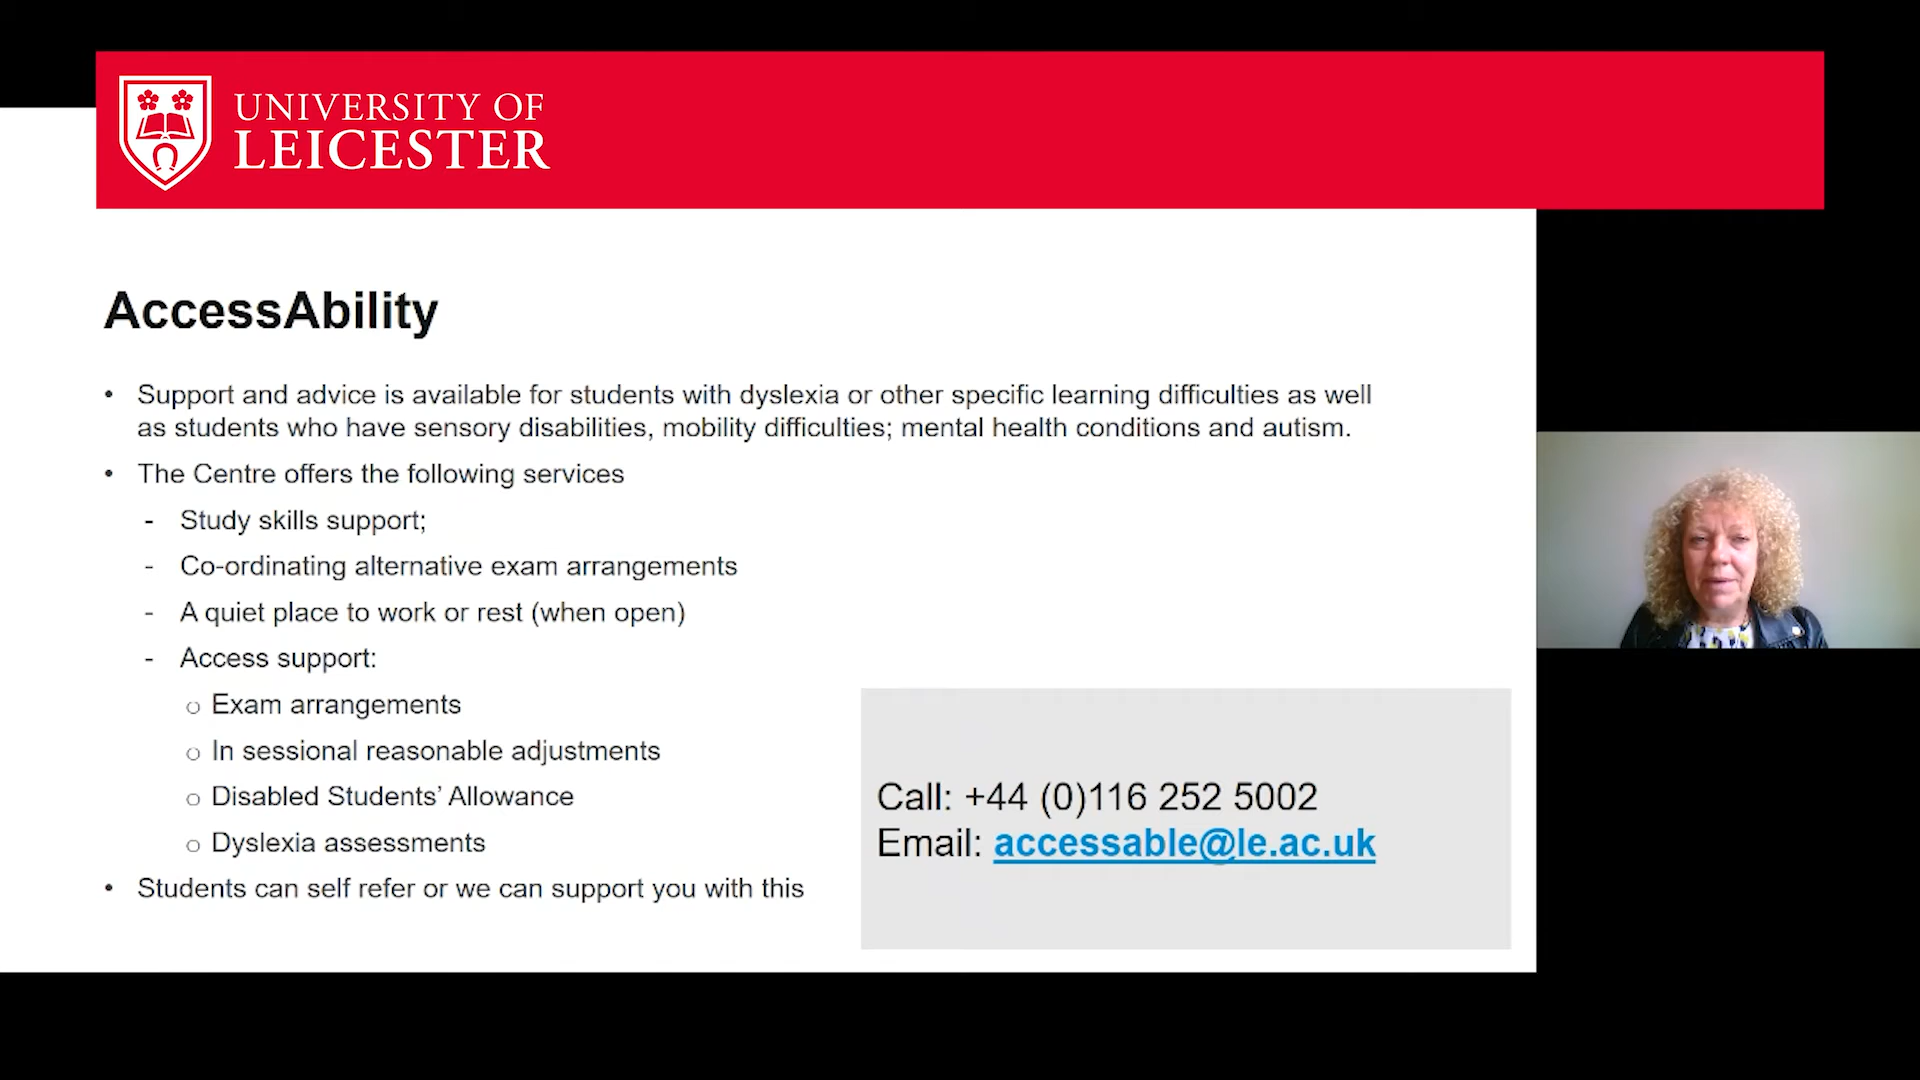 UNIVERSITY OF
LEICESTER
AccessAbility
• Support and advice is available for students with dyslexia or other specific learning difficulties as well
as students who have sensory disabilities, mobility difficulties; mental health conditions and autism.
• The Centre offers the following services
- Study skills support;
- Co-ordinating alternative exam arrangements
- A quiet place to work or rest (when open)
- Access support:
o Exam arrangements
o In sessional reasonable adjustments
o Disabled Students’ Allowance
o Dyslexia assessments
• Students can self refer or we can support you with this
Call: +44 (0)116 252 5002
Email: accessable@le.ac.uk